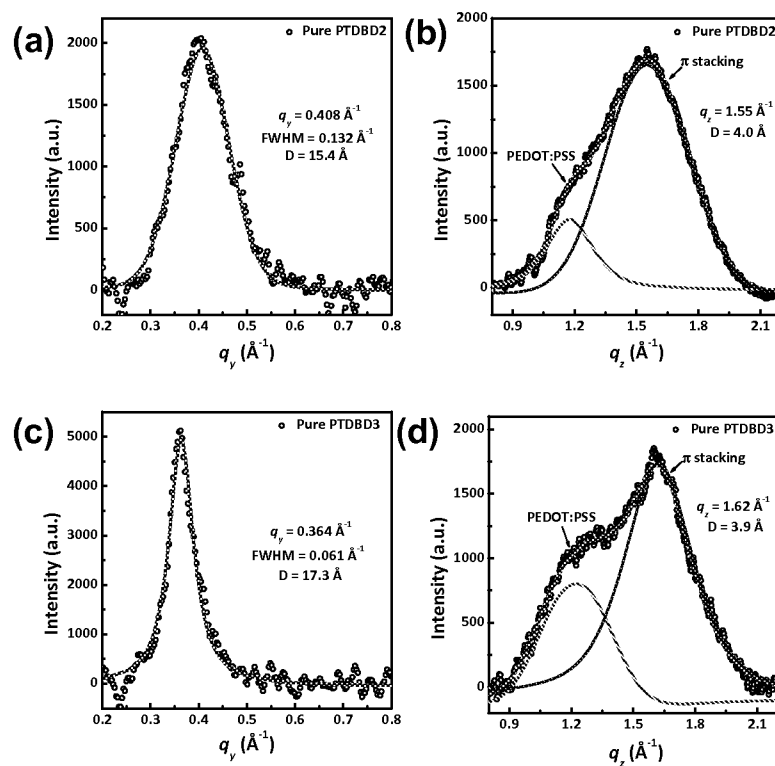 (a)
Pure PTDBD2
2000
1500
1000
500
0
Intensity (a.u.)
q_y = 0.408 Å⁻¹
FWHM = 0.132 Å⁻¹
D = 15.4 Å
0.2 0.3 0.4 0.5 0.6 0.7 0.8
q_y (Å⁻¹)
(b)
Pure PTDBD2
2000
1500
1000
500
0
Intensity (a.u.)
π stacking
PEDOT:PSS
q_z = 1.55 Å⁻¹
D = 4.0 Å
0.9 1.2 1.5 1.8 2.1
q_z (Å⁻¹)
(c)
Pure PTDBD3
5000
4000
3000
2000
1000
0
Intensity (a.u.)
q_y = 0.364 Å⁻¹
FWHM = 0.061 Å⁻¹
D = 17.3 Å
0.2 0.3 0.4 0.5 0.6 0.7 0.8
q_y (Å⁻¹)
(d)
Pure PTDBD3
2000
1500
1000
500
0
Intensity (a.u.)
π stacking
PEDOT:PSS
q_z = 1.62 Å⁻¹
D = 3.9 Å
0.9 1.2 1.5 1.8 2.1
q_z (Å⁻¹)